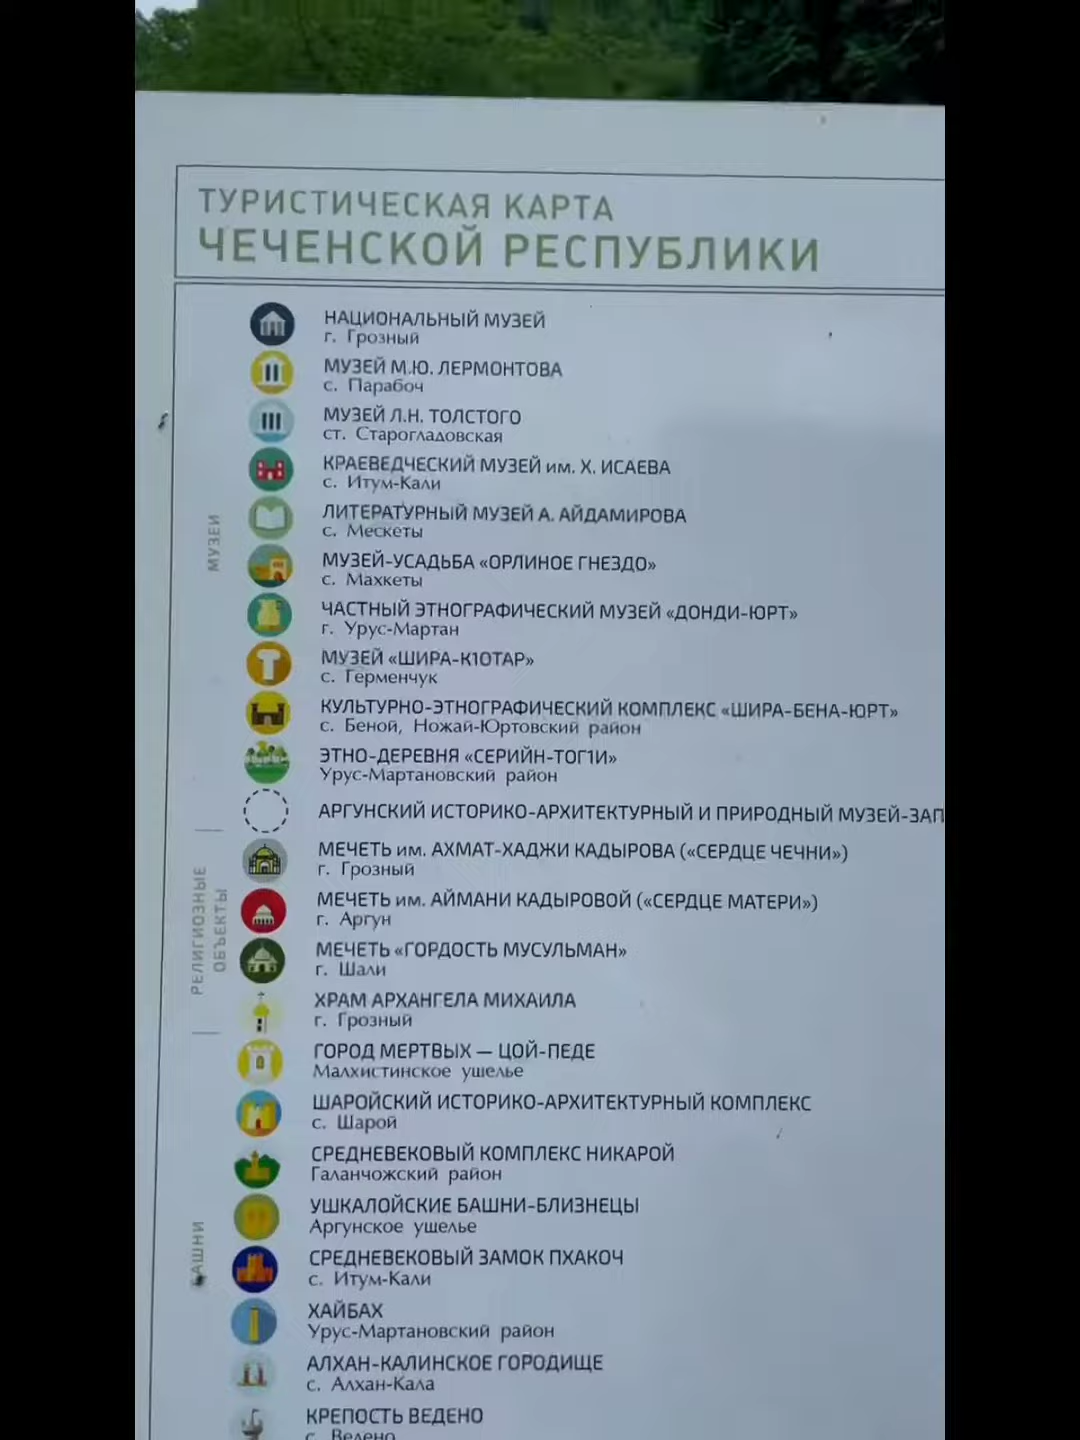 ТУРИСТИЧЕСКАЯ КАРТА
ЧЕЧЕНСКОЙ РЕСПУБЛИКИ
МУЗЕИ
НАЦИОНАЛЬНЫЙ МУЗЕЙ
г. Грозный
МУЗЕЙ М.Ю. ЛЕРМОНТОВА
с. Парабоч
МУЗЕЙ Л.Н. ТОЛСТОГО
ст. Старогладовская
КРАЕВЕДЧЕСКИЙ МУЗЕЙ им. Х. ИСАЕВА
с. Итум-Кали
ЛИТЕРАТУРНЫЙ МУЗЕЙ А. АЙДАМИРОВА
с. Мескеты
МУЗЕЙ-УСАДЬБА «ОРЛИНОЕ ГНЕЗДО»
с. Махкеты
ЧАСТНЫЙ ЭТНОГРАФИЧЕСКИЙ МУЗЕЙ «ДОНДИ-ЮРТ»
г. Урус-Мартан
МУЗЕЙ «ШИРА-К1ОТАР»
с. Герменчук
КУЛЬТУРНО-ЭТНОГРАФИЧЕСКИЙ КОМПЛЕКС «ШИРА-БЕНА-ЮРТ»
с. Беной, Ножай-Юртовский район
ЭТНО-ДЕРЕВНЯ «СЕРИЙН-ТОГ1И»
Урус-Мартановский район
АРГУНСКИЙ ИСТОРИКО-АРХИТЕКТУРНЫЙ И ПРИРОДНЫЙ МУЗЕЙ-ЗАП
РЕЛИГИОЗНЫЕ
ОБЪЕКТЫ
МЕЧЕТЬ им. АХМАТ-ХАДЖИ КАДЫРОВА («СЕРДЦЕ ЧЕЧНИ»)
г. Грозный
МЕЧЕТЬ им. АЙМАНИ КАДЫРОВОЙ («СЕРДЦЕ МАТЕРИ»)
г. Аргун
МЕЧЕТЬ «ГОРДОСТЬ МУСУЛЬМАН»
г. Шали
ХРАМ АРХАНГЕЛА МИХАИЛА
г. Грозный
БАШНИ
ГОРОД МЕРТВЫХ — ЦОЙ-ПЕДЕ
Малхистинское ущелье
ШАРОЙСКИЙ ИСТОРИКО-АРХИТЕКТУРНЫЙ КОМПЛЕКС
с. Шарой
СРЕДНЕВЕКОВЫЙ КОМПЛЕКС НИКАРОЙ
Галанчожский район
УШКАЛОЙСКИЕ БАШНИ-БЛИЗНЕЦЫ
Аргунское ущелье
СРЕДНЕВЕКОВЫЙ ЗАМОК ПХАКОЧ
с. Итум-Кали
ХАЙБАХ
Урус-Мартановский район
АЛХАН-КАЛИНСКОЕ ГОРОДИЩЕ
с. Алхан-Кала
КРЕПОСТЬ ВЕДЕНО
с. Ведено